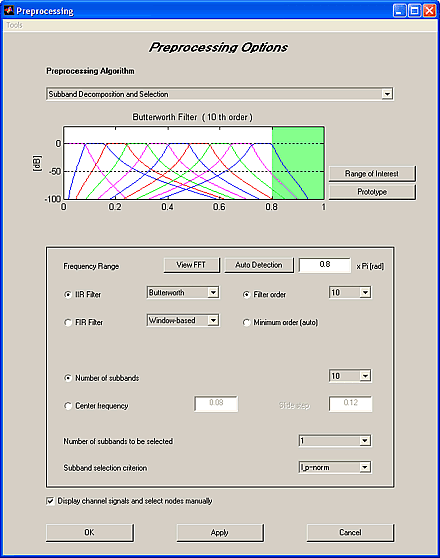 Preprocessing
Tools
Preprocessing Options
Preprocessing Algorithm
Subband Decomposition and Selection
Butterworth Filter ( 10 th order )
[dB]
0
-50
-100
0 0.2 0.4 0.6 0.8 1
Range of Interest
Prototype
Frequency Range View FFT Auto Detection 0.8 x Pi [rad]
IIR Filter Butterworth Filter order 10
FIR Filter Window-based Minimum order (auto)
Number of subbands 10
Center frequency 0.08 Side step 0.12
Number of subbands to be selected 1
Subband selection criterion l_p-norm
Display channel signals and select nodes manually
OK Apply Cancel